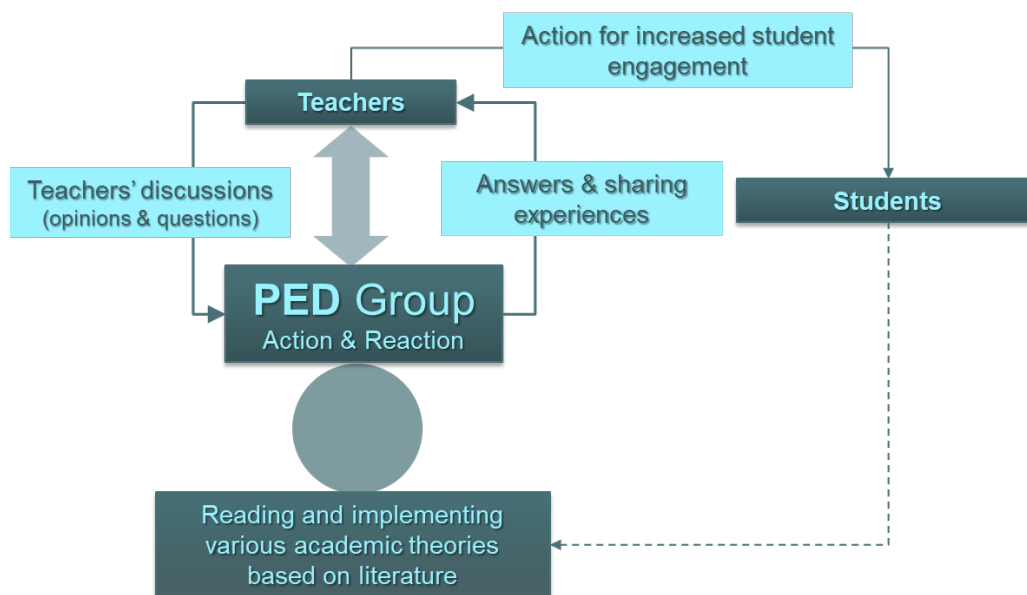 Action for increased student
engagement
Teachers
Teachers’ discussions
(opinions & questions)
Answers & sharing
experiences
Students
PED Group
Action & Reaction
Reading and implementing
various academic theories
based on literature